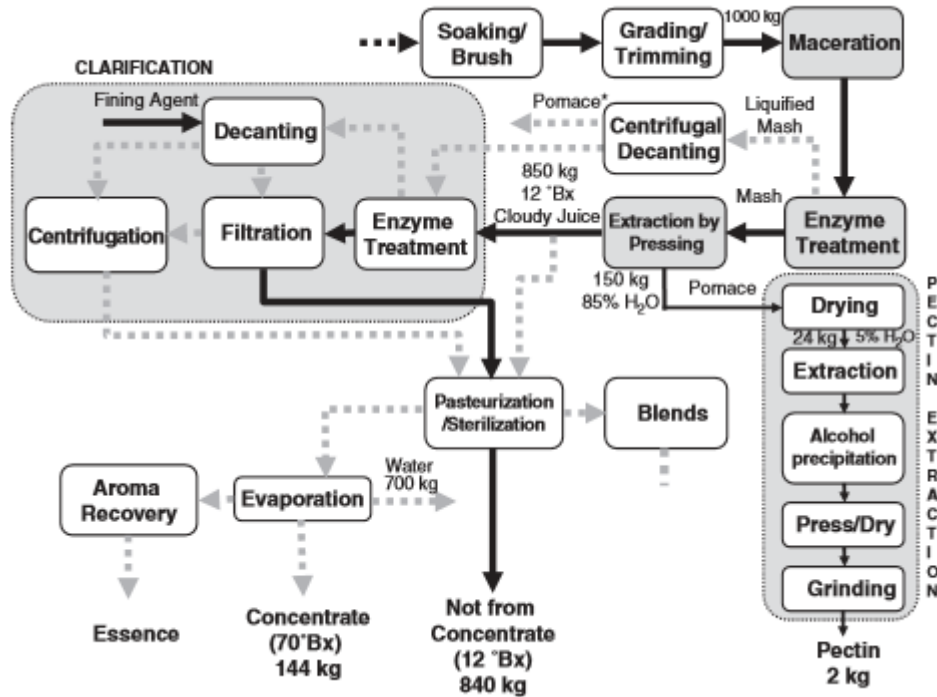 Soaking/
Brush
Grading/
Trimming
1000 kg
Maceration
CLARIFICATION
Fining Agent
Decanting
Pomace*
Centrifugal
Decanting
Liquified
Mash
850 kg
12 °Bx
Cloudy Juice
Mash
Centrifugation
Filtration
Enzyme
Treatment
Extraction by
Pressing
Enzyme
Treatment
150 kg
85% H₂O
Pomace
Drying
24 kg
5% H₂O
Extraction
Alcohol
precipitation
Press/Dry
Grinding
PECTIN EXTRACTION
Pectin
2 kg
Pasteurization
/Sterilization
Blends
Aroma
Recovery
Evaporation
Water
700 kg
Essence
Concentrate
(70°Bx)
144 kg
Not from
Concentrate
(12 °Bx)
840 kg